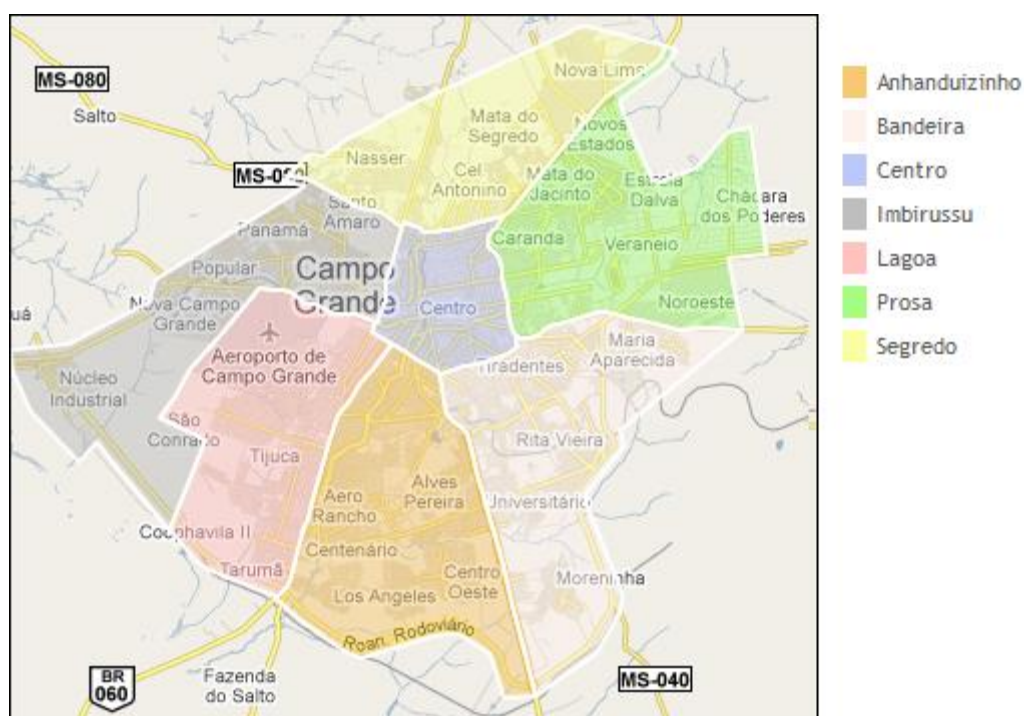 MS-080
Salto
MS-080
Nova Lima
Mata do
Segredo
Novos
Estados
Nasser
Cel
Antonino
Mata do
Jacinto
Estrela
Dalva
Chácara
dos Poderes
Santo
Amaro
Panamá
Caranda
Veraneio
Popular
Campo
Grande
Nova Campo
Grande
Centro
Noroeste
uá
Aeroporto de
Campo Grande
Tiradentes
Maria
Aparecida
Núcleo
Industrial
São
Conrado
Tijuca
Rita Vieira
Alves
Pereira
Aero
Rancho
Universitário
Coophavila II
Centenário
Tarumã
Centro
Oeste
Moreninha
Los Angeles
Roan. Rodoviário
BR
060
Fazenda
do Salto
MS-040
Anhanduizinho
Bandeira
Centro
Imbirussu
Lagoa
Prosa
Segredo